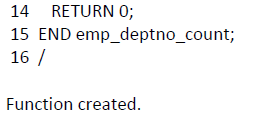 14 RETURN 0;
15 END emp_deptno_count;
16 /
Function created.